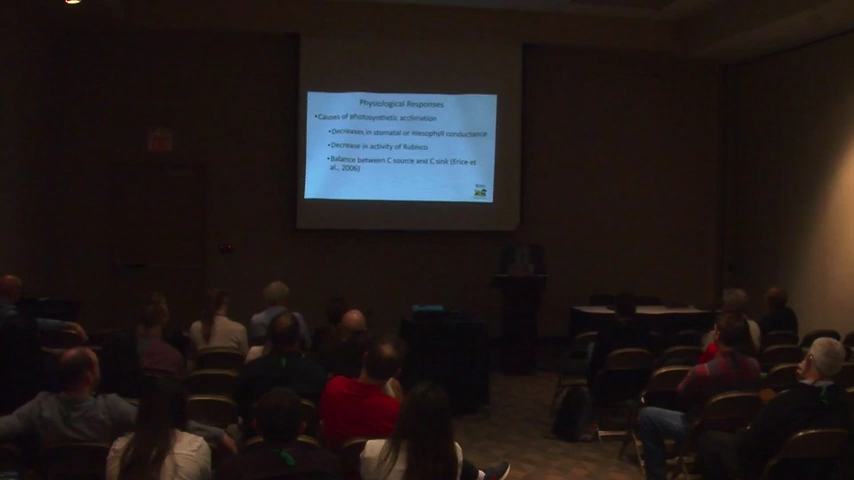 Physiological Responses
•Causes of photosynthetic acclimation
•Decreases in stomatal or mesophyll conductance
•Decrease in activity of Rubisco
•Balance between C source and C sink (Erice et
al., 2006)